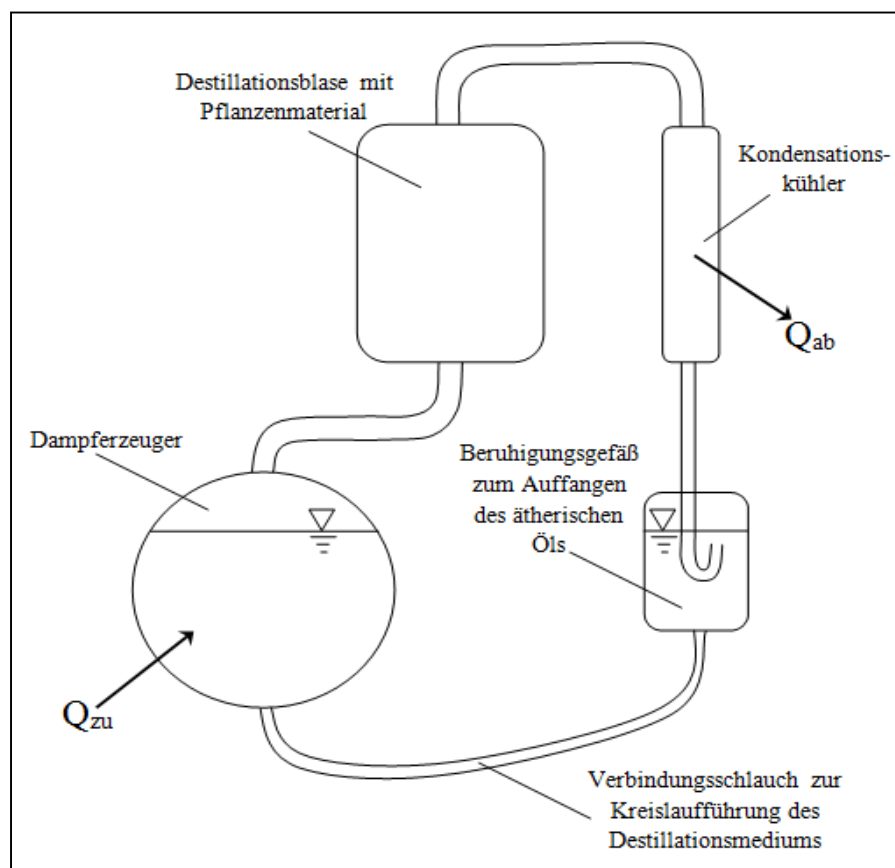 Destillationsblase mit
Pflanzenmaterial
Kondensations-
kühler
Qab
Dampferzeuger
Beruhigungsgefäß
zum Auffangen
des ätherischen
Öls
Qzu
Verbindungsschlauch zur
Kreislaufführung des
Destillationsmediums